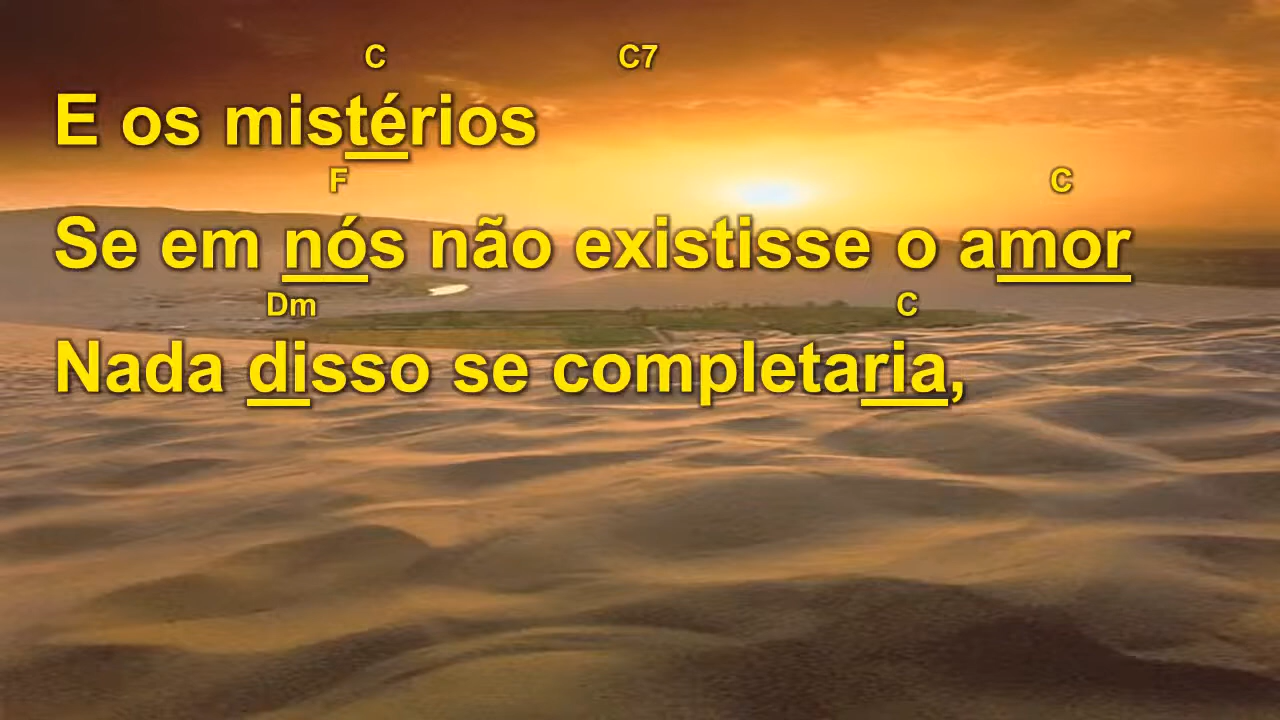 C C7
E os mistérios
F C
Se em nós não existisse o amor
Dm C
Nada disso se completaria,